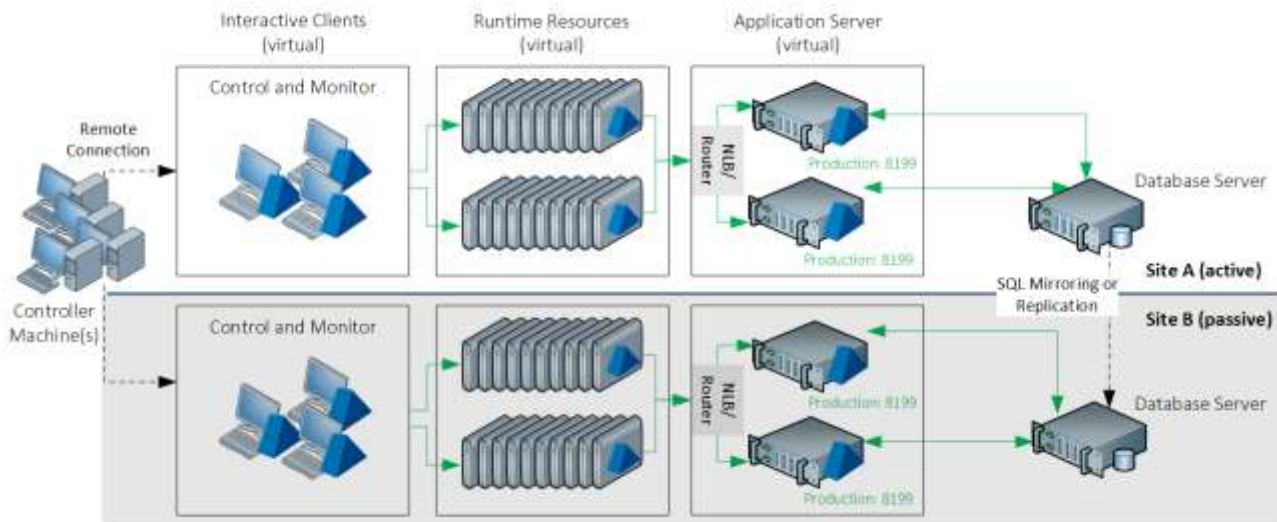 Interactive Clients
(virtual)
Runtime Resources
(virtual)
Application Server
(virtual)
Control and Monitor
Remote
Connection
NLB/
Router
Production: 8199
Production: 8199
Database Server
Site A (active)
SQL Mirroring or
Replication
Controller
Machine(s)
Site B (passive)
Control and Monitor
NLB/
Router
Production: 8199
Production: 8199
Database Server